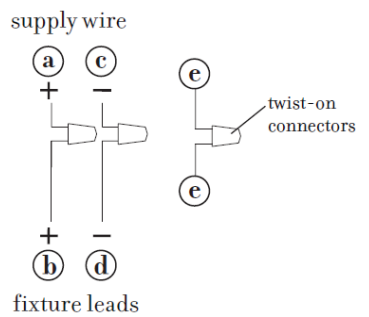 supply wire
a c
+ −
e
twist-on
connectors
e
+ −
b d
fixture leads